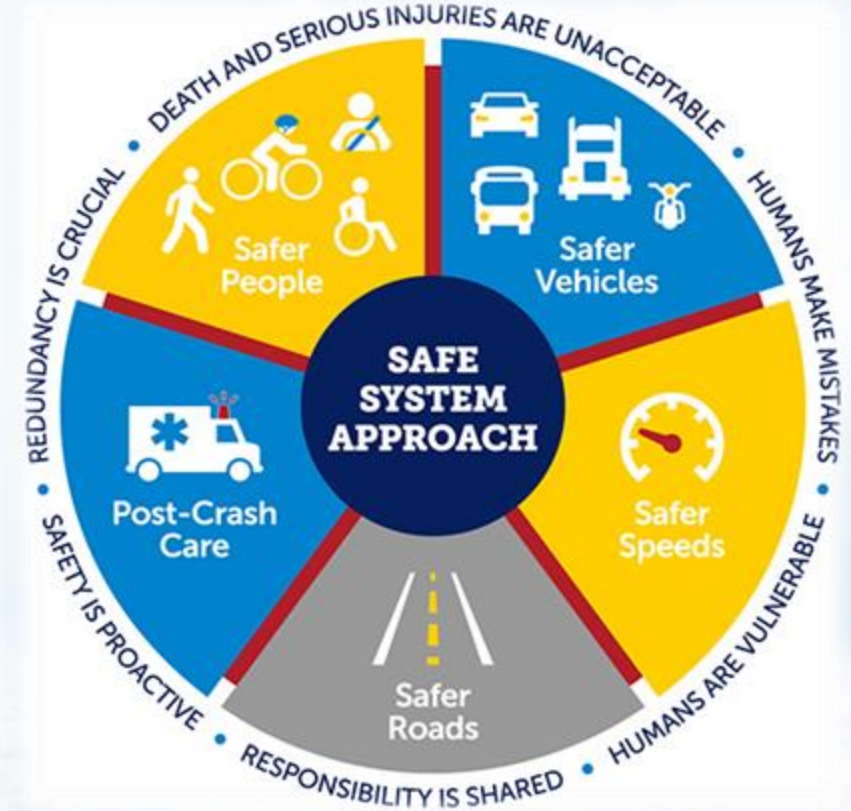 DEATH AND SERIOUS INJURIES ARE UNACCEPTABLE
HUMANS MAKE MISTAKES
HUMANS ARE VULNERABLE
RESPONSIBILITY IS SHARED
SAFETY IS PROACTIVE
REDUNDANCY IS CRUCIAL
Safer
People
Safer
Vehicles
SAFE
SYSTEM
APPROACH
Post-Crash
Care
Safer
Speeds
Safer
Roads